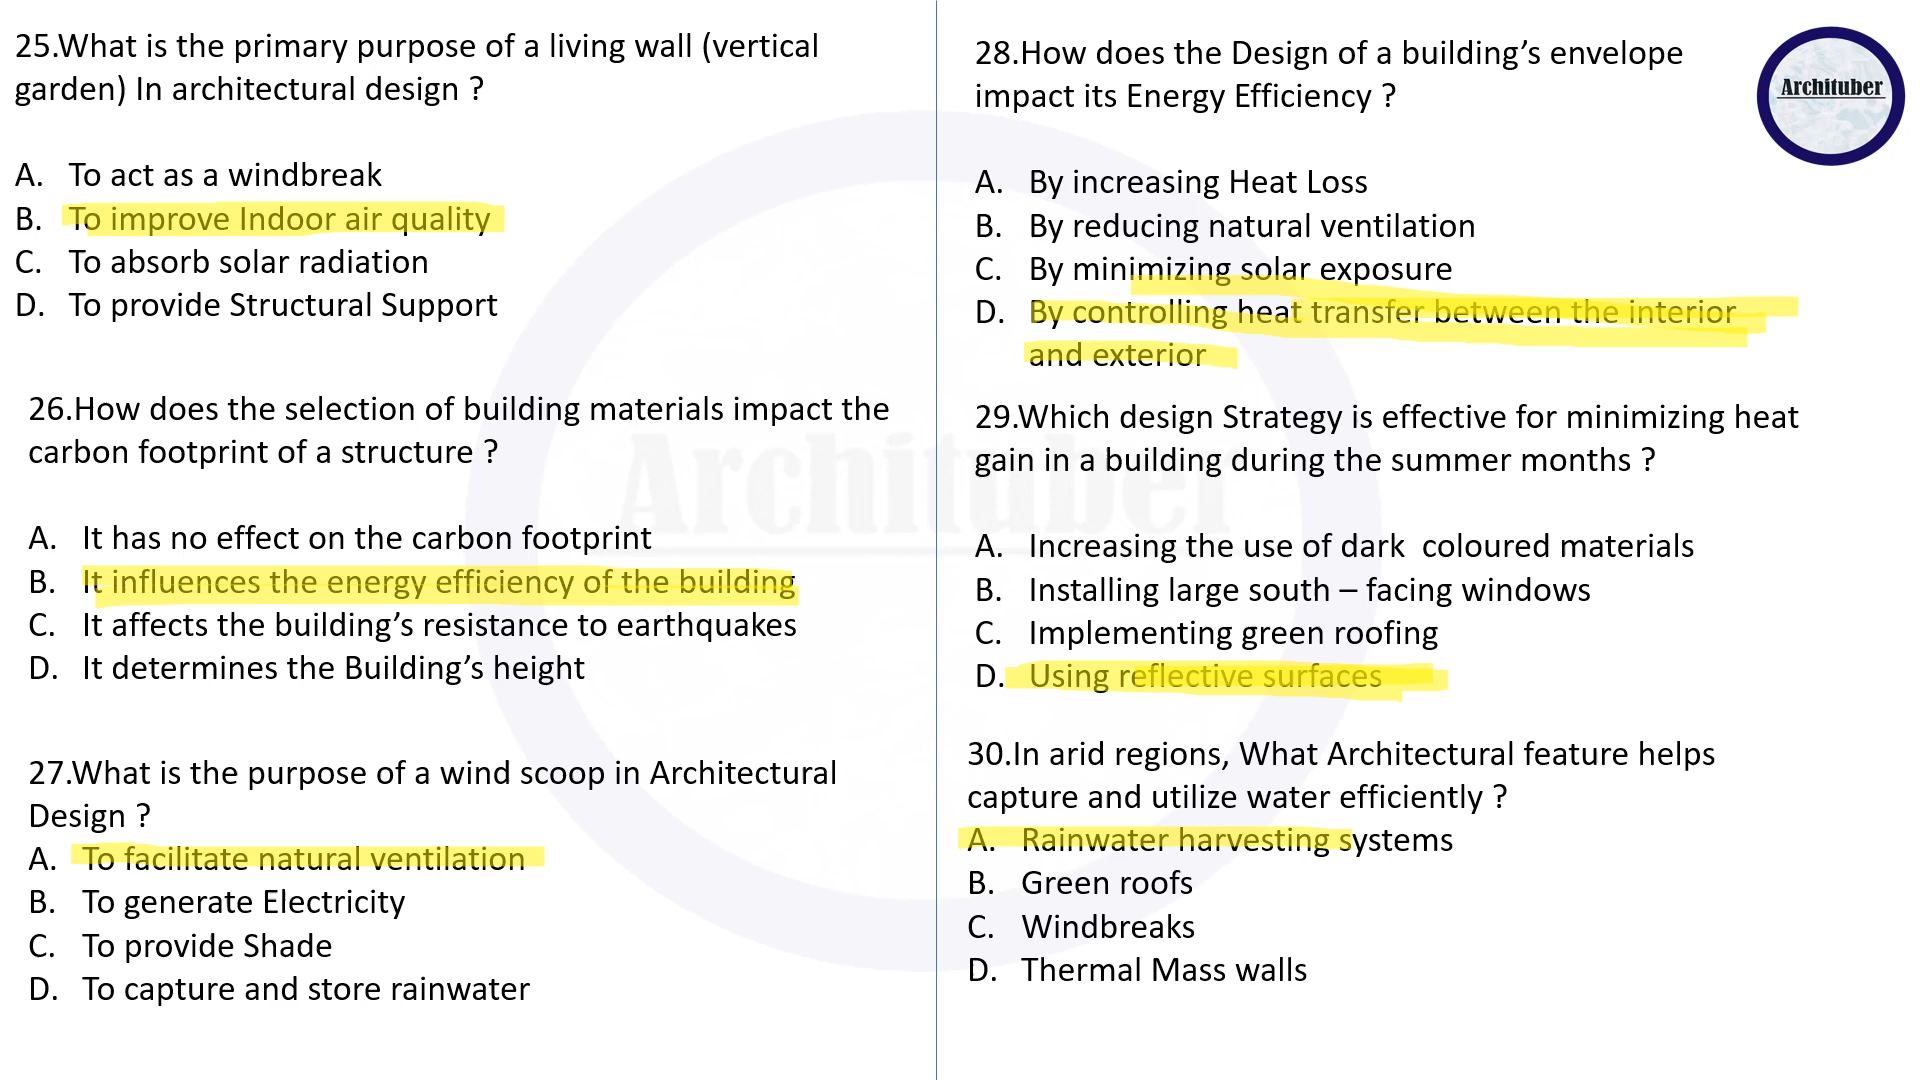 25.What is the primary purpose of a living wall (vertical
garden) In architectural design ?
A. To act as a windbreak
B. To improve Indoor air quality
C. To absorb solar radiation
D. To provide Structural Support
26.How does the selection of building materials impact the
carbon footprint of a structure ?
A. It has no effect on the carbon footprint
B. It influences the energy efficiency of the building
C. It affects the building’s resistance to earthquakes
D. It determines the Building’s height
27.What is the purpose of a wind scoop in Architectural
Design ?
A. To facilitate natural ventilation
B. To generate Electricity
C. To provide Shade
D. To capture and store rainwater
28.How does the Design of a building’s envelope
impact its Energy Efficiency ?
A. By increasing Heat Loss
B. By reducing natural ventilation
C. By minimizing solar exposure
D. By controlling heat transfer between the interior
and exterior
29.Which design Strategy is effective for minimizing heat
gain in a building during the summer months ?
A. Increasing the use of dark  coloured materials
B. Installing large south – facing windows
C. Implementing green roofing
D. Using reflective surfaces
30.In arid regions, What Architectural feature helps
capture and utilize water efficiently ?
A. Rainwater harvesting systems
B. Green roofs
C. Windbreaks
D. Thermal Mass walls
Archituber
Archituber